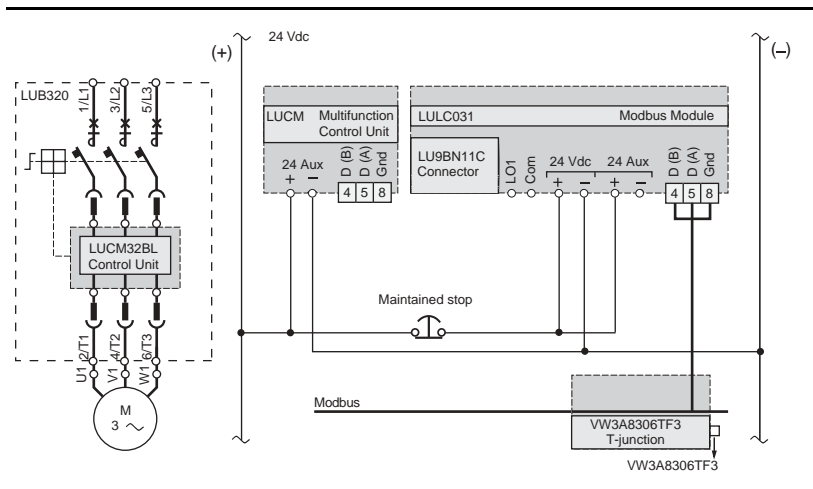 24 Vdc
(+)
(–)
LUB320
1/L1
3/L2
5/L3
LUCM Multifunction
Control Unit
24 Aux
+ –
D (B)
D (A)
Gnd
4 5 8
LULC031 Modbus Module
LU9BN11C
Connector
LO1
Com
24 Vdc
+ –
24 Aux
+ –
D (B)
D (A)
Gnd
4 5 8
LUCM32BL
Control Unit
Maintained stop
2/T1
4/T2
6/T3
U1
V1
W1
M
3 ~
Modbus
VW3A8306TF3
T-junction
VW3A8306TF3